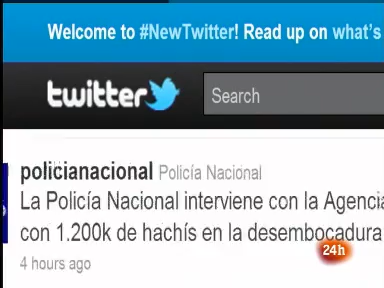 Welcome to #NewTwitter! Read up on what's
twitter
Search
policianacional Policía Nacional
La Policía Nacional interviene con la Agencia
con 1.200k de hachís en la desembocadura
24h
4 hours ago